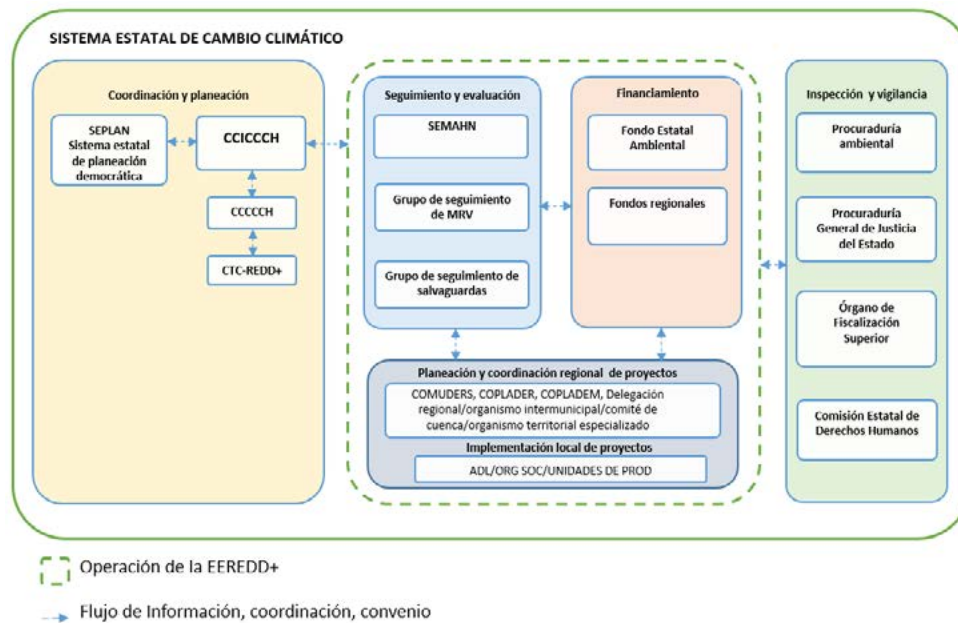 SISTEMA ESTATAL DE CAMBIO CLIMÁTICO
Coordinación y planeación
SEPLAN
Sistema estatal
de planeación
democrática
CCICCCH
CCCCCH
CTC-REDD+
Seguimiento y evaluación
SEMAHN
Grupo de seguimiento
de MRV
Grupo de seguimiento de
salvaguardas
Financiamiento
Fondo Estatal
Ambiental
Fondos regionales
Planeación y coordinación regional de proyectos
COMUDERS, COPLADER, COPLADEM, Delegación
regional/organismo intermunicipal/comité de
cuenca/organismo territorial especializado
Implementación local de proyectos
ADL/ORG SOC/UNIDADES DE PROD
Inspección y vigilancia
Procuraduría
ambiental
Procuraduría
General de Justicia
del Estado
Órgano de
Fiscalización
Superior
Comisión Estatal de
Derechos Humanos
Operación de la EEREDD+
Flujo de Información, coordinación, convenio